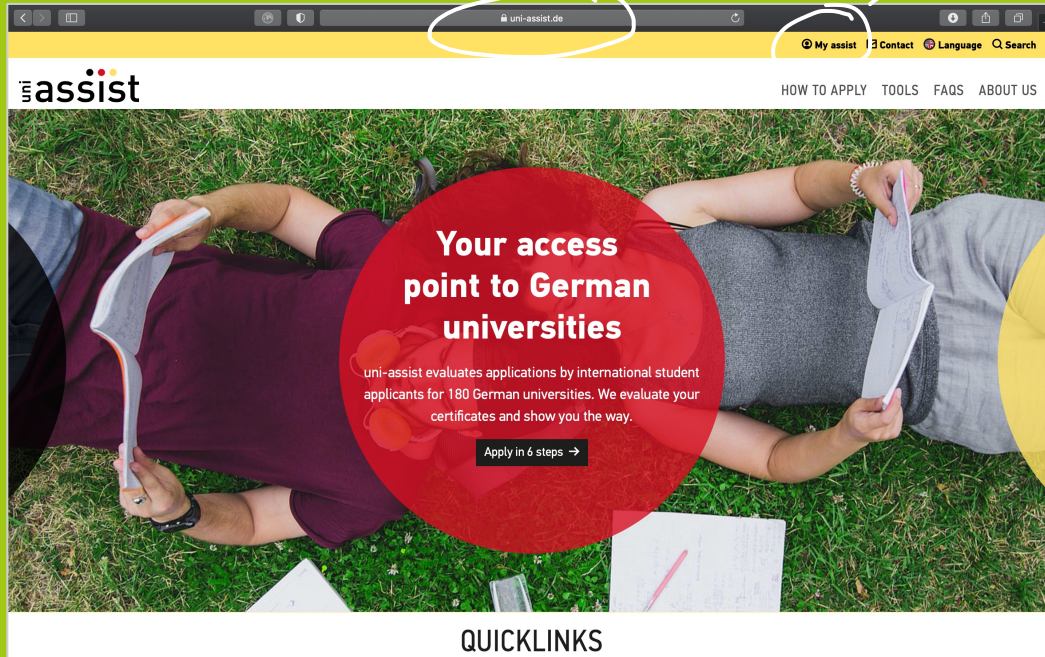 uni-assist.de
My assist Contact Language Search
uni assist
HOW TO APPLY TOOLS FAQS ABOUT US
Your access
point to German
universities
uni-assist evaluates applications by international student
applicants for 180 German universities. We evaluate your
certificates and show you the way.
Apply in 6 steps →
QUICKLINKS